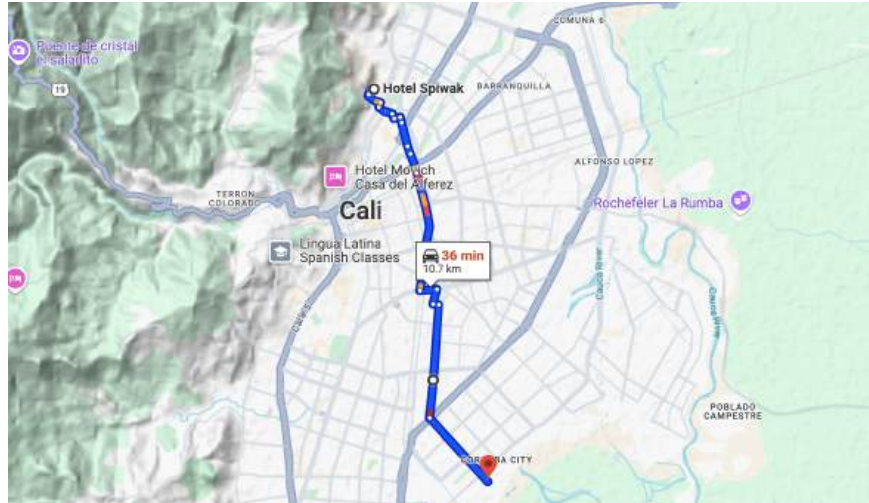 COMUNA 6
Puente de cristal
el saladito
19
Hotel Spiwak
BARRANQUILLA
ALFONSO LOPEZ
Hotel Movich
Casa del Alferez
TERRON
COLORADO
Rochefeler La Rumba
Cali
Lingua Latina
Spanish Classes
36 min
10.7 km
Cauca River
Cauca River
Calle 5
POBLADO
CAMPESTRE
CITY